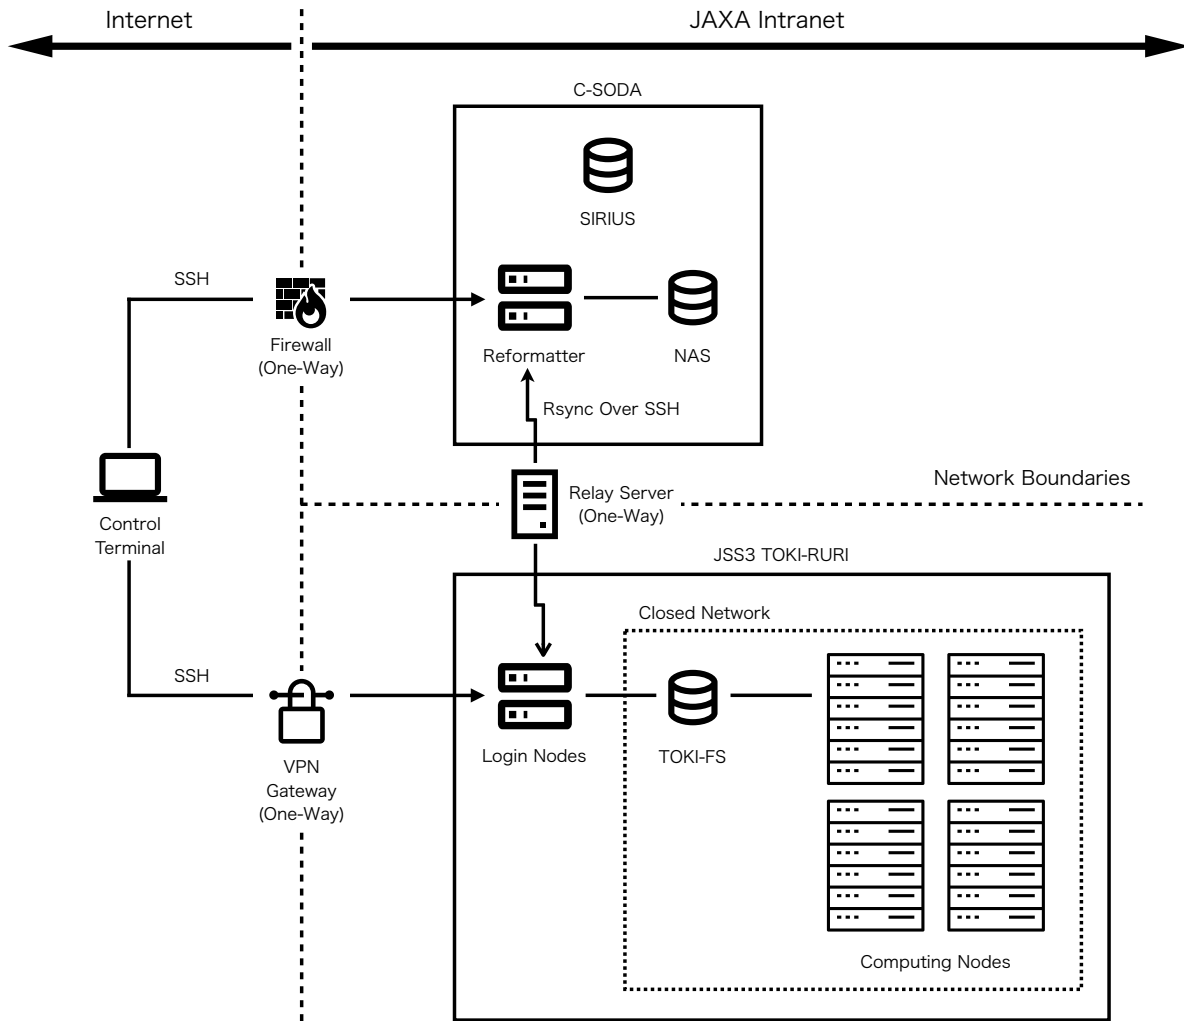 Internet
JAXA Intranet
C-SODA
SIRIUS
SSH
Firewall
(One-Way)
Reformatter
NAS
Rsync Over SSH
Control
Terminal
Relay Server
(One-Way)
Network Boundaries
JSS3 TOKI-RURI
Closed Network
SSH
VPN
Gateway
(One-Way)
Login Nodes
TOKI-FS
Computing Nodes